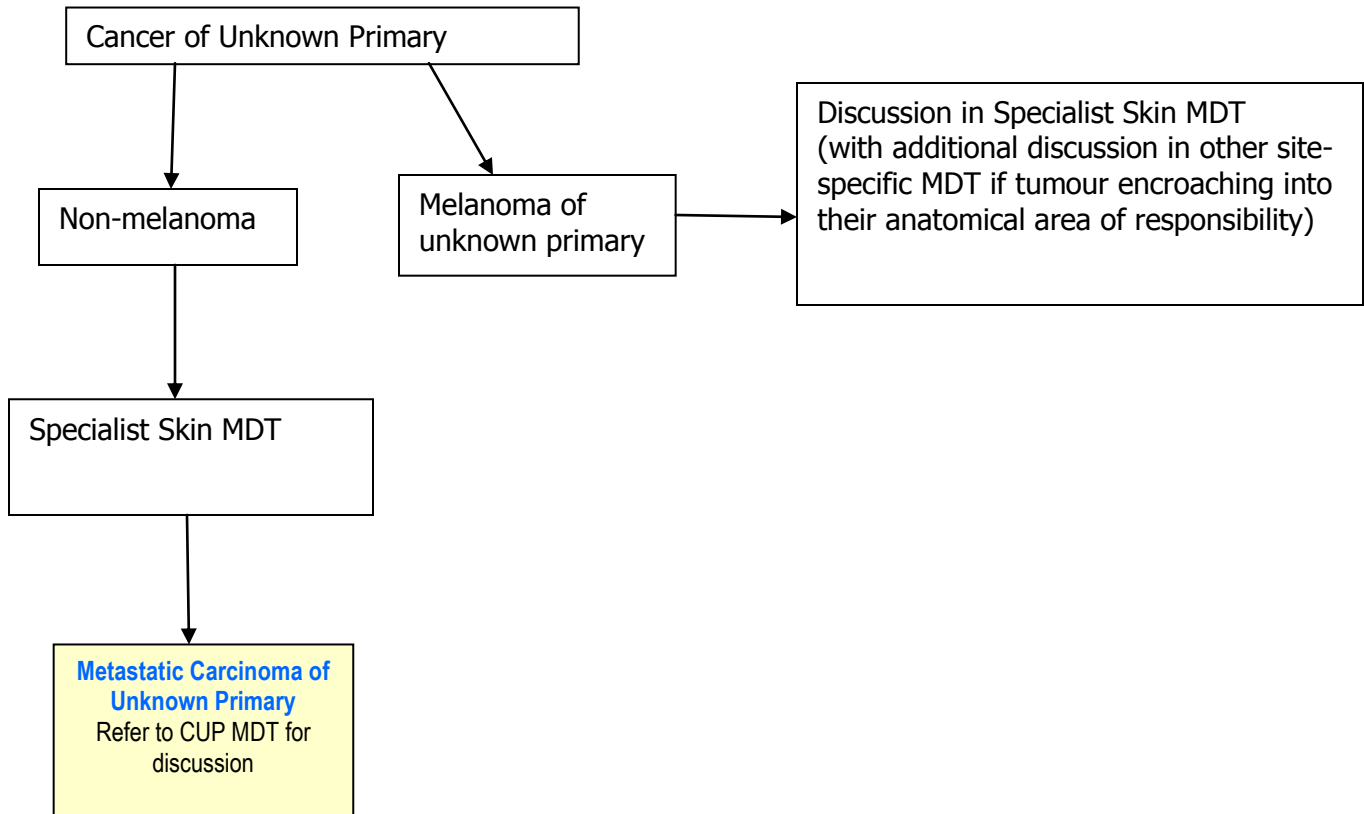 Cancer of Unknown Primary
Discussion in Specialist Skin MDT
(with additional discussion in other site-
specific MDT if tumour encroaching into
their anatomical area of responsibility)
Non-melanoma
Melanoma of
unknown primary
Specialist Skin MDT
Metastatic Carcinoma of
Unknown Primary
Refer to CUP MDT for
discussion